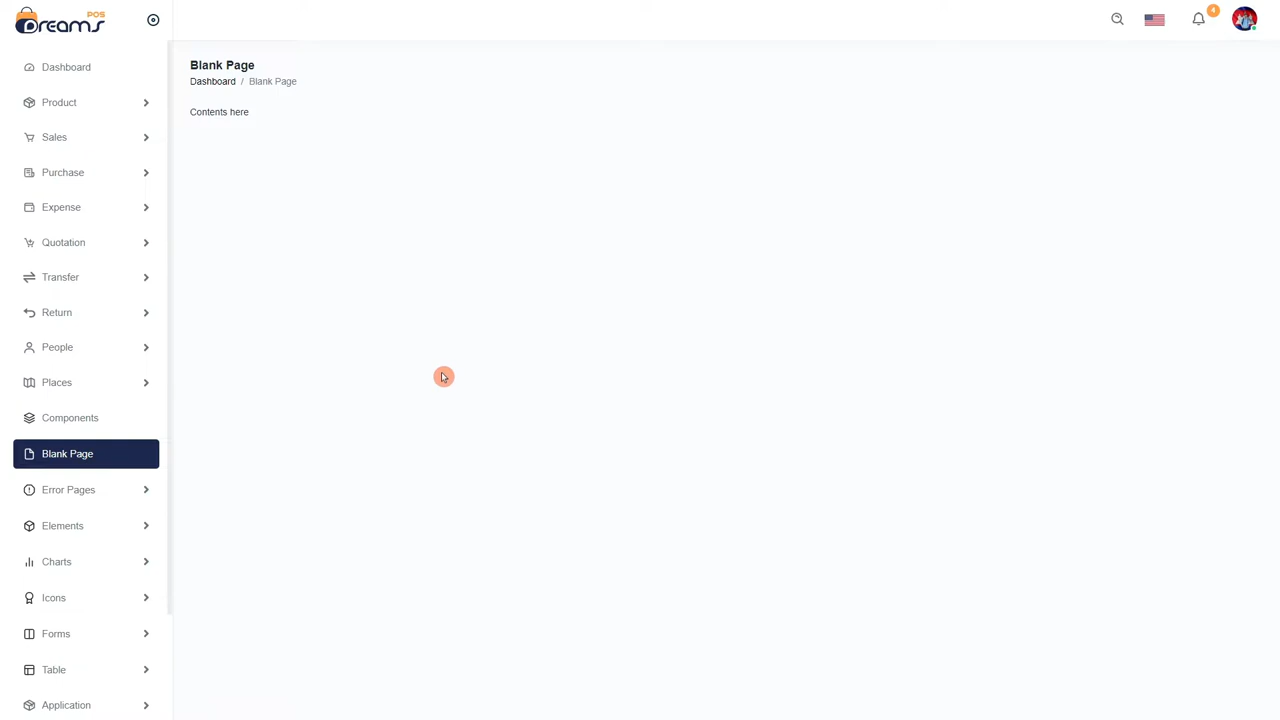 POS
Dreams
4
Dashboard
Product
Sales
Purchase
Expense
Quotation
Transfer
Return
People
Places
Components
Blank Page
Error Pages
Elements
Charts
Icons
Forms
Table
Application
Blank Page
Dashboard / Blank Page
Contents here